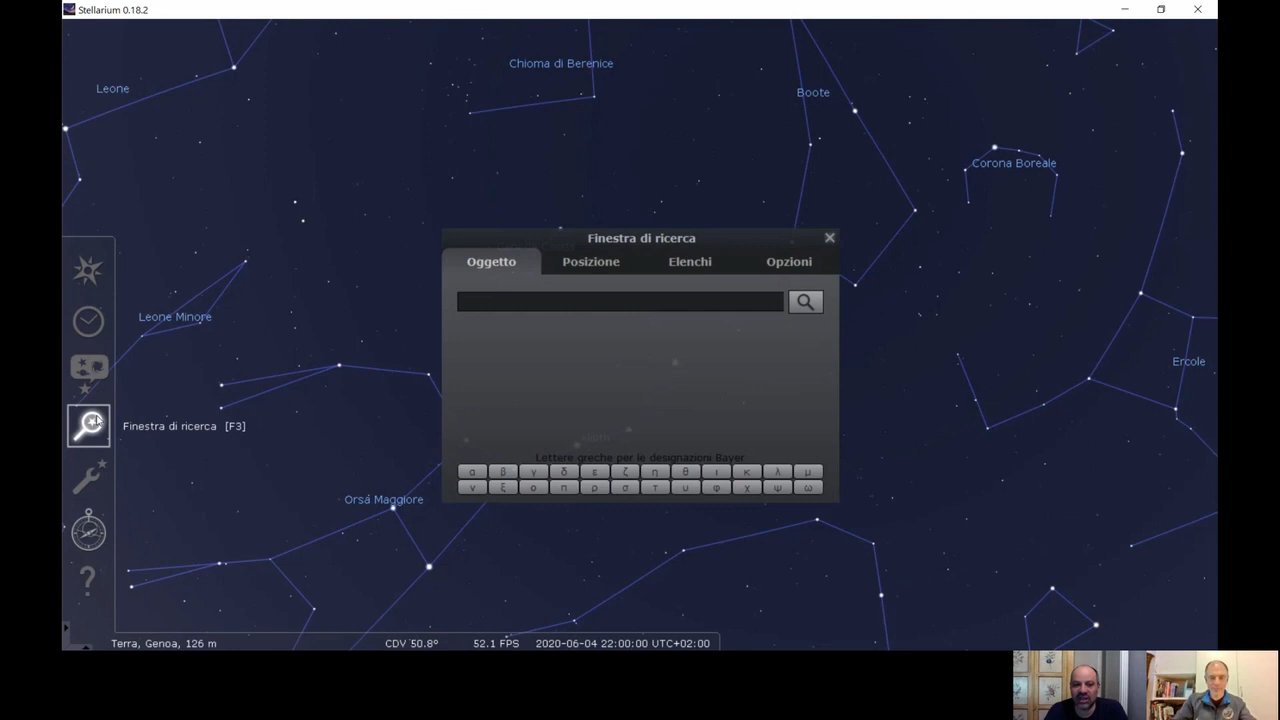 Stellarium 0.18.2
Chioma di Berenice
Leone
Boote
Corona Boreale
Finestra di ricerca
Oggetto Posizione Elenchi Opzioni
Leone Minore
Ercole
Finestra di ricerca [F3]
Alioth
Lettere greche per le designazioni Bayer
α β γ δ ε ζ η θ ι κ λ μ
ν ξ ο π ρ σ τ υ φ χ ψ ω
Orsa Maggiore
?
Terra, Genoa, 126 m CDV 50.8° 52.1 FPS 2020-06-04 22:00:00 UTC+02:00